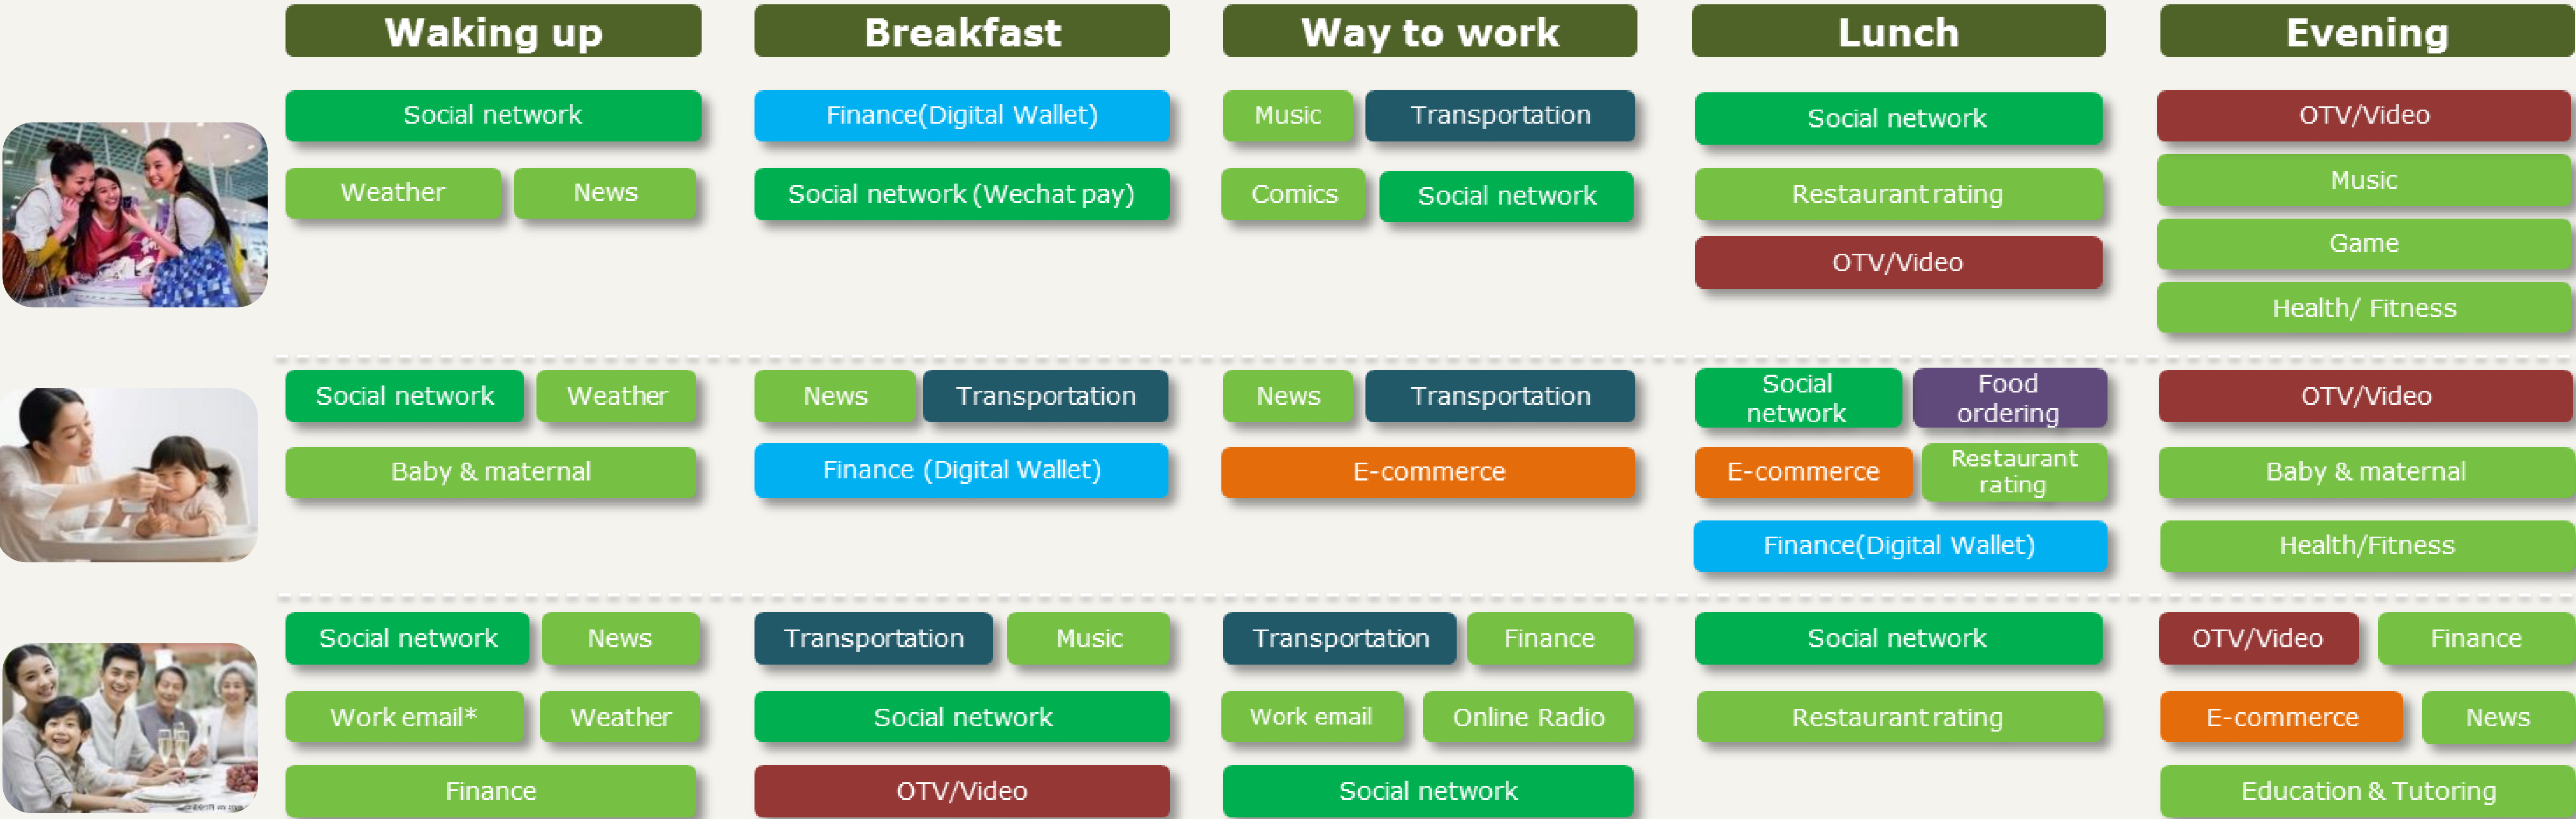 Waking up
Breakfast
Way to work
Lunch
Evening
Social network
Finance(Digital Wallet)
Music
Transportation
Social network
OTV/Video
Weather
News
Social network (Wechat pay)
Comics
Social network
Restaurant rating
Music
OTV/Video
Game
Health/ Fitness
Social network
Weather
News
Transportation
News
Transportation
Social
network
Food
ordering
OTV/Video
Baby & maternal
Finance (Digital Wallet)
E-commerce
E-commerce
Restaurant
rating
Baby & maternal
Finance(Digital Wallet)
Health/Fitness
Social network
News
Transportation
Music
Transportation
Finance
Social network
OTV/Video
Finance
Work email*
Weather
Social network
Work email
Online Radio
Restaurant rating
E-commerce
News
Finance
OTV/Video
Social network
Education & Tutoring